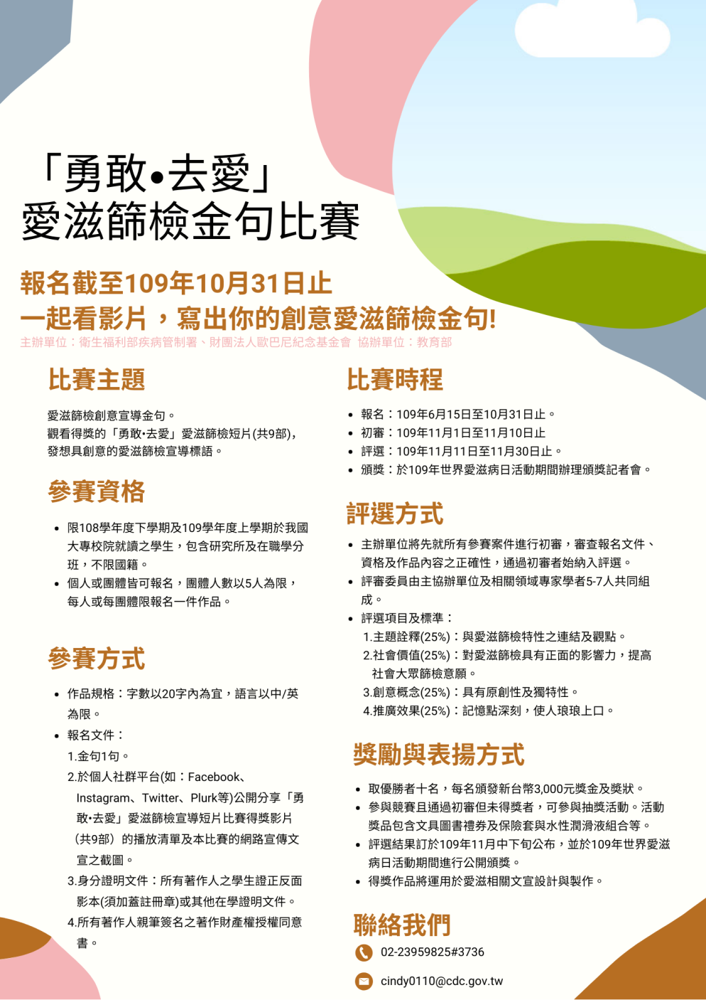 「勇敢•去愛」
愛滋篩檢金句比賽
報名截至109年10月31日止
一起看影片，寫出你的創意愛滋篩檢金句!
主辦單位：衛生福利部疾病管制署、財團法人歐巴尼紀念基金會 協辦單位：教育部
比賽主題
愛滋篩檢創意宣導金句。
觀看得獎的「勇敢•去愛」愛滋篩檢短片(共9部)，
發想具創意的愛滋篩檢宣導標語。
參賽資格
• 限108學年度下學期及109學年度上學期於我國
大專校院就讀之學生，包含研究所及在職學分
班，不限國籍。
• 個人或團體皆可報名，團體人數以5人為限，
每人或每團體限報名一件作品。
參賽方式
• 作品規格：字數以20字內為宜，語言以中/英
為限。
• 報名文件：
1.金句1句。
2.於個人社群平台(如：Facebook、
Instagram、Twitter、Plurk等)公開分享「勇
敢•去愛」愛滋篩檢宣導短片比賽得獎影片
（共9部）的播放清單及本比賽的網路宣傳文
宣之截圖。
3.身分證明文件：所有著作人之學生證正反面
影本(須加蓋註冊章)或其他在學證明文件。
4.所有著作人親筆簽名之著作財產權授權同意
書。
比賽時程
• 報名：109年6月15日至10月31日止。
• 初審：109年11月1日至11月10日止
• 評選：109年11月11日至11月30日止。
• 頒獎：於109年世界愛滋病日活動期間辦理頒獎記者會。
評選方式
• 主辦單位將先就所有參賽案件進行初審，審查報名文件、
資格及作品內容之正確性，通過初審者始納入評選。
• 評審委員由主協辦單位及相關領域專家學者5-7人共同組
成。
• 評選項目及標準：
1.主題詮釋(25%)：與愛滋篩檢特性之連結及觀點。
2.社會價值(25%)：對愛滋篩檢具有正面的影響力，提高
社會大眾篩檢意願。
3.創意概念(25%)：具有原創性及獨特性。
4.推廣效果(25%)：記憶點深刻，使人琅琅上口。
獎勵與表揚方式
• 取優勝者十名，每名頒發新台幣3,000元獎金及獎狀。
• 參與競賽且通過初審但未得獎者，可參與抽獎活動。活動
獎品包含文具圖書禮券及保險套與水性潤滑液組合等。
• 評選結果訂於109年11月中下旬公布，並於109年世界愛滋
病日活動期間進行公開頒獎。
• 得獎作品將運用於愛滋相關文宣設計與製作。
聯絡我們
02-23959825#3736
cindy0110@cdc.gov.tw